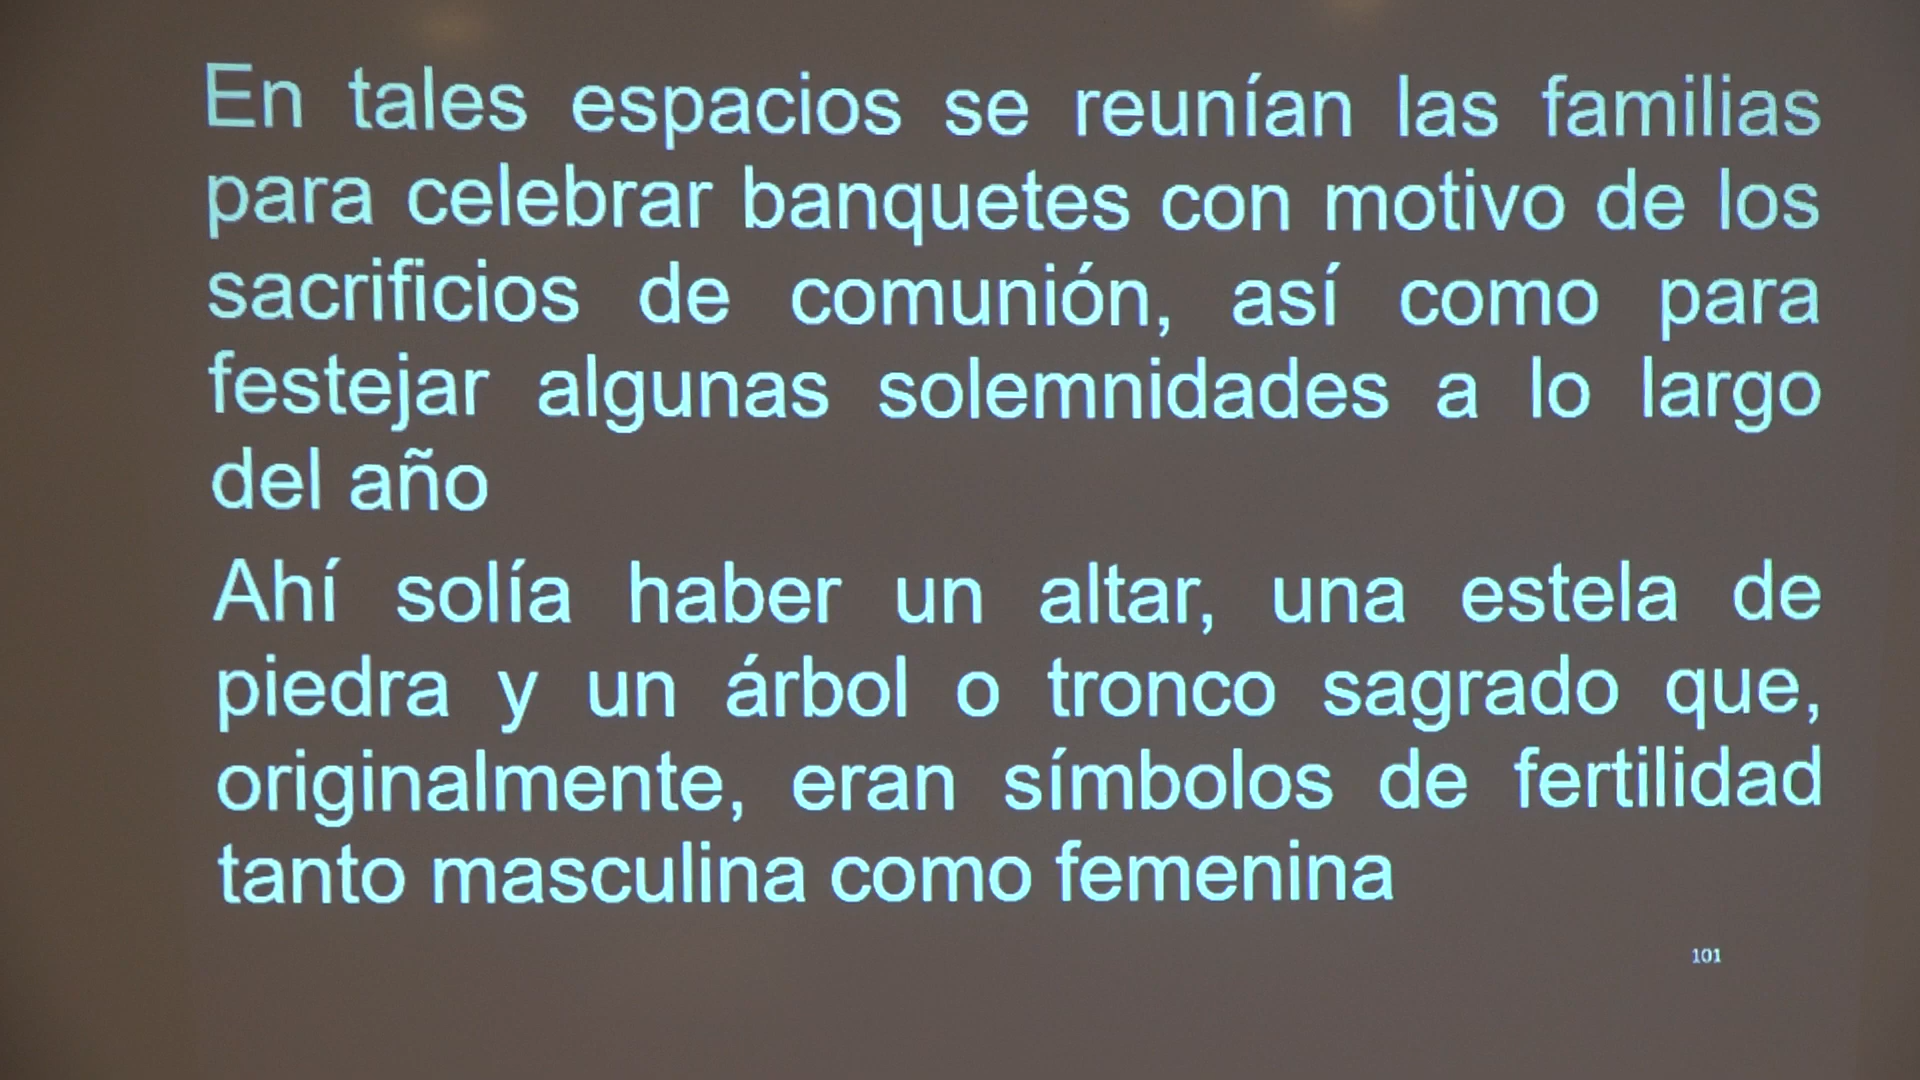 En tales espacios se reunían las familias
para celebrar banquetes con motivo de los
sacrificios de comunión, así como para
festejar algunas solemnidades a lo largo
del año
Ahí solía haber un altar, una estela de
piedra y un árbol o tronco sagrado que,
originalmente, eran símbolos de fertilidad
tanto masculina como femenina
101